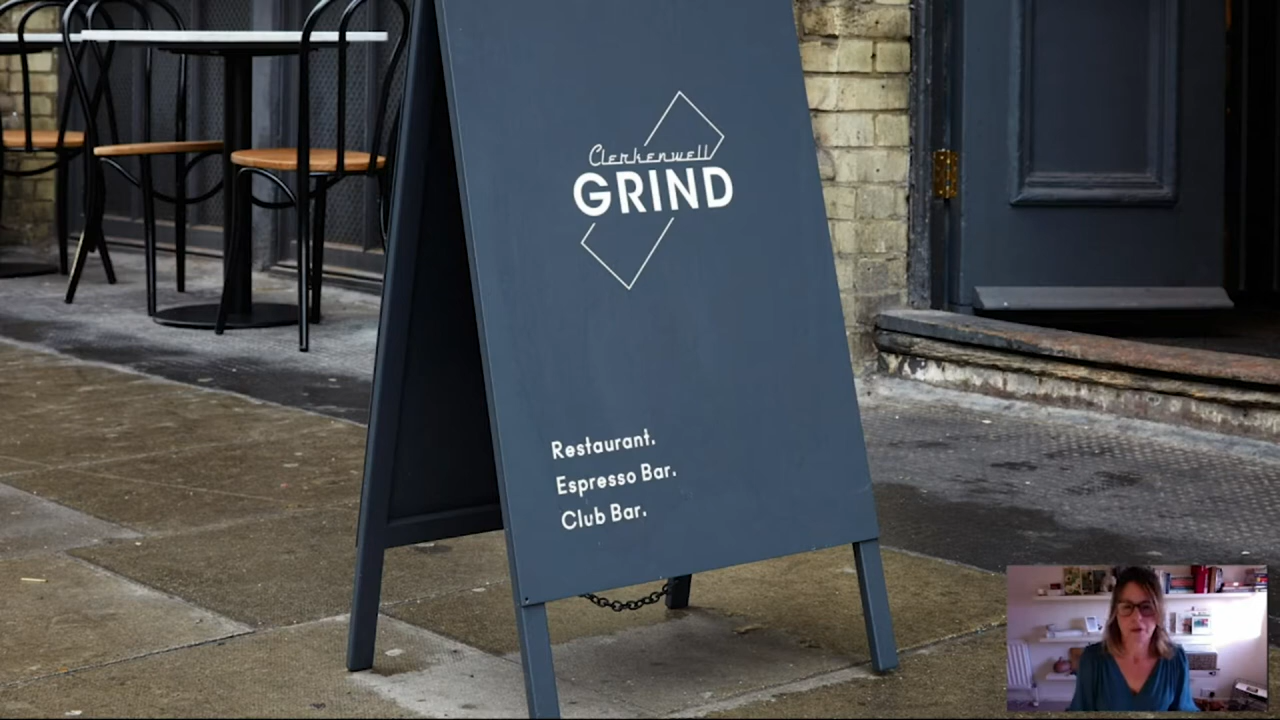 Clerkenwell
GRIND
Restaurant.
Espresso Bar.
Club Bar.